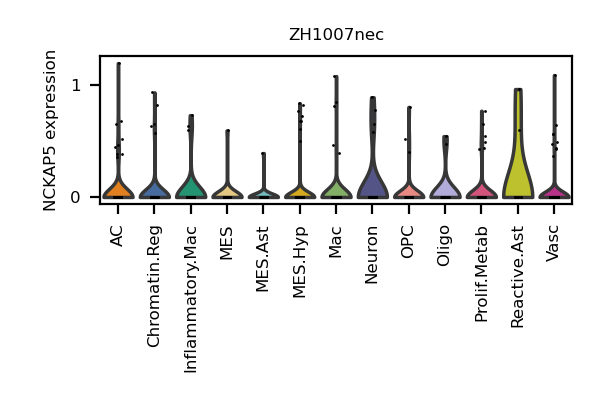 ZH1007nec
NCKAP5 expression
1
0
AC
Chromatin.Reg
Inflammatory.Mac
MES
MES.Ast
MES.Hyp
Mac
Neuron
OPC
Oligo
Prolif.Metab
Reactive.Ast
Vasc